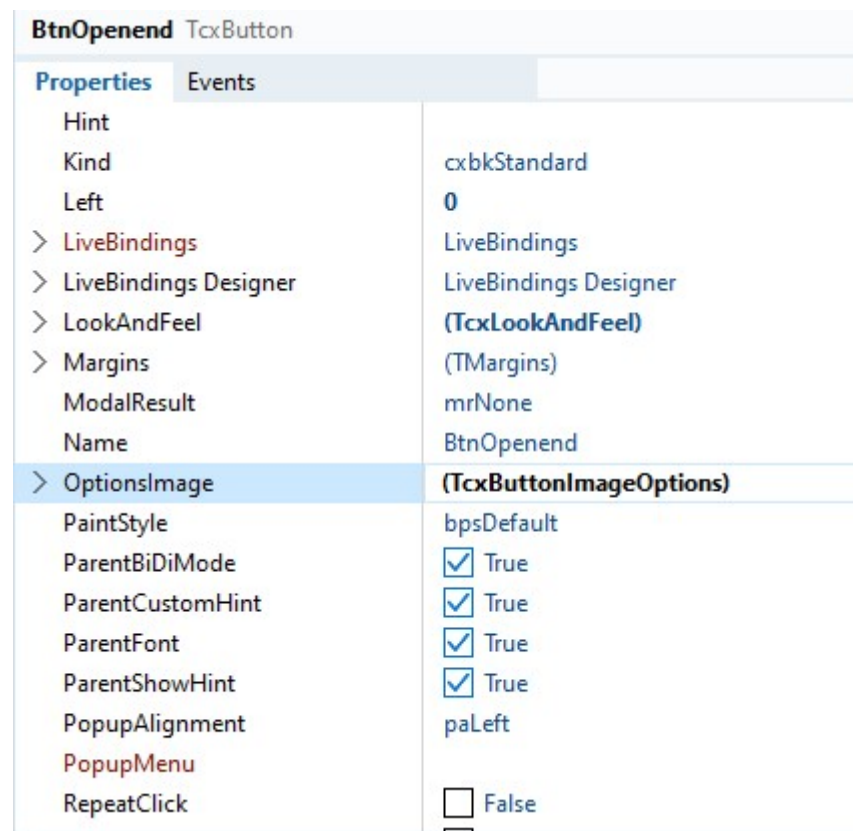 BtnOpenend TcxButton
Properties Events
Hint
Kind cxbkStandard
Left 0
LiveBindings LiveBindings
LiveBindings Designer LiveBindings Designer
LookAndFeel (TcxLookAndFeel)
Margins (TMargins)
ModalResult mrNone
Name BtnOpenend
OptionsImage (TcxButtonImageOptions)
PaintStyle bpsDefault
ParentBiDiMode True
ParentCustomHint True
ParentFont True
ParentShowHint True
PopupAlignment paLeft
PopupMenu
RepeatClick False